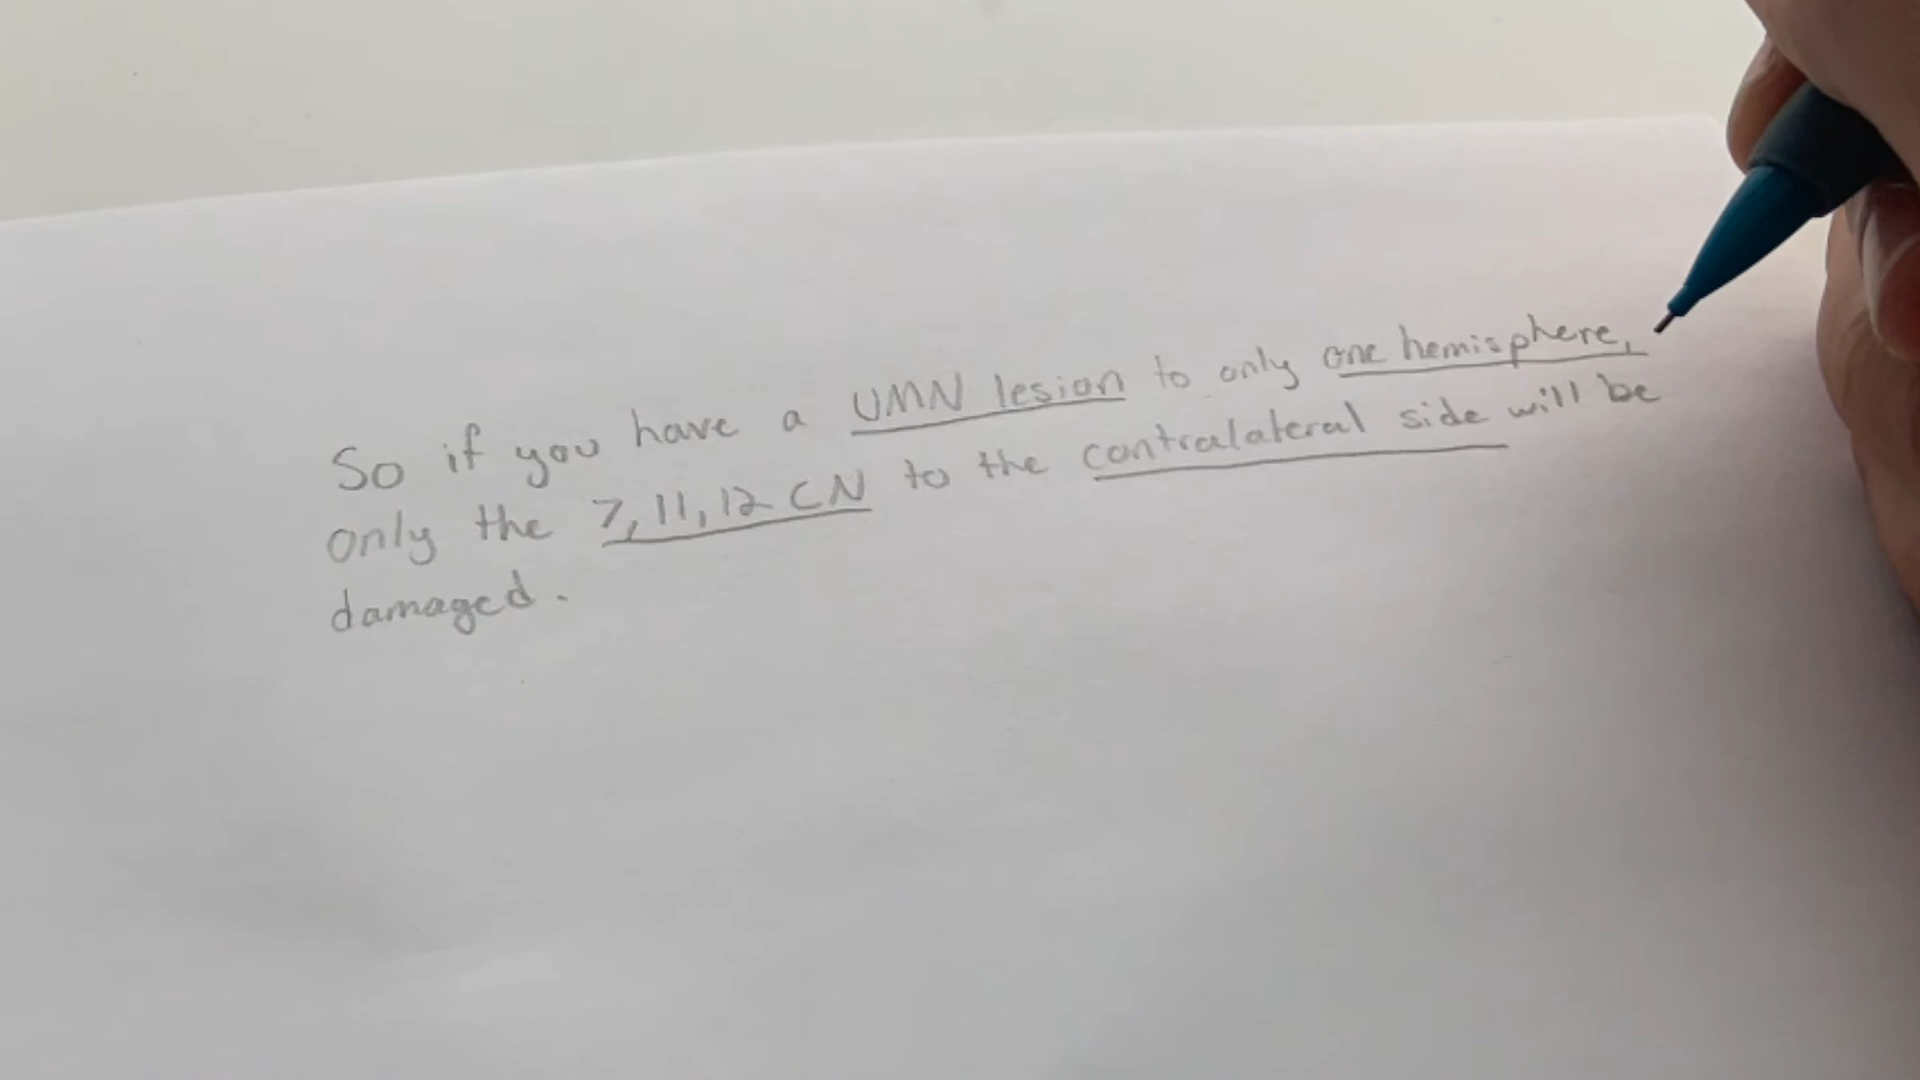 So if you have a UMN lesion to only one hemisphere,
only the 7, 11, 12 CN to the contralateral side will be
damaged.